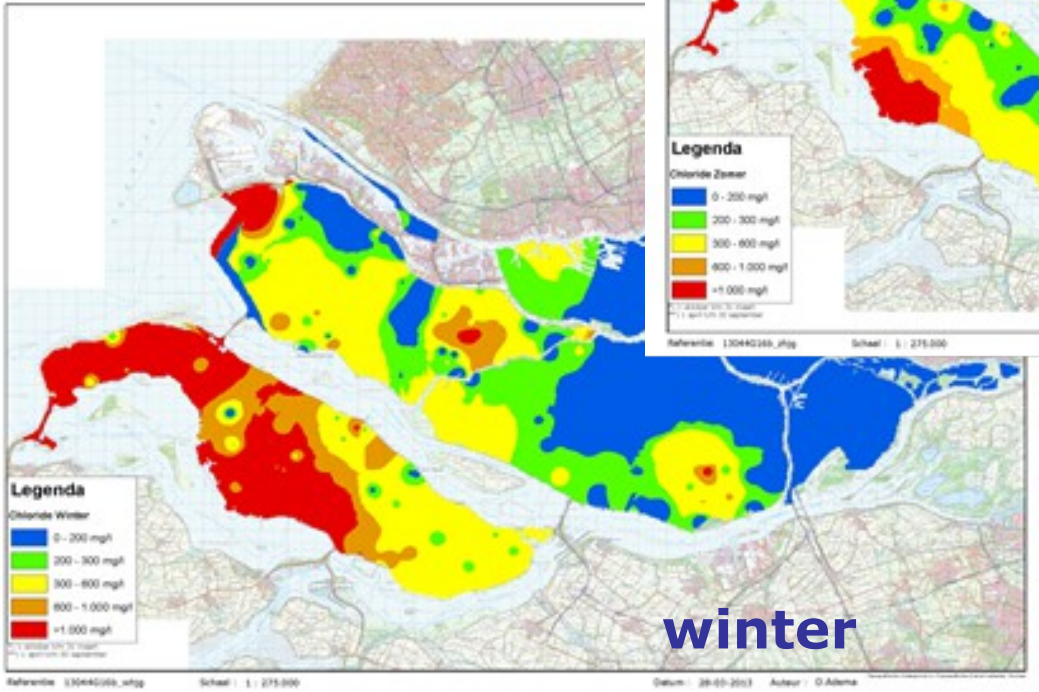 Legenda
Chloride Zomer
0 - 200 mg/l
200 - 300 mg/l
300 - 600 mg/l
600 - 1.000 mg/l
>1.000 mg/l
Schaal : 1 : 275.000
Legenda
Chloride Winter
0 - 200 mg/l
200 - 300 mg/l
300 - 600 mg/l
600 - 1.000 mg/l
>1.000 mg/l
winter
Referentie
Schaal : 1 : 275.000
Datum : 28-03-2013
Auteur : D.Adema